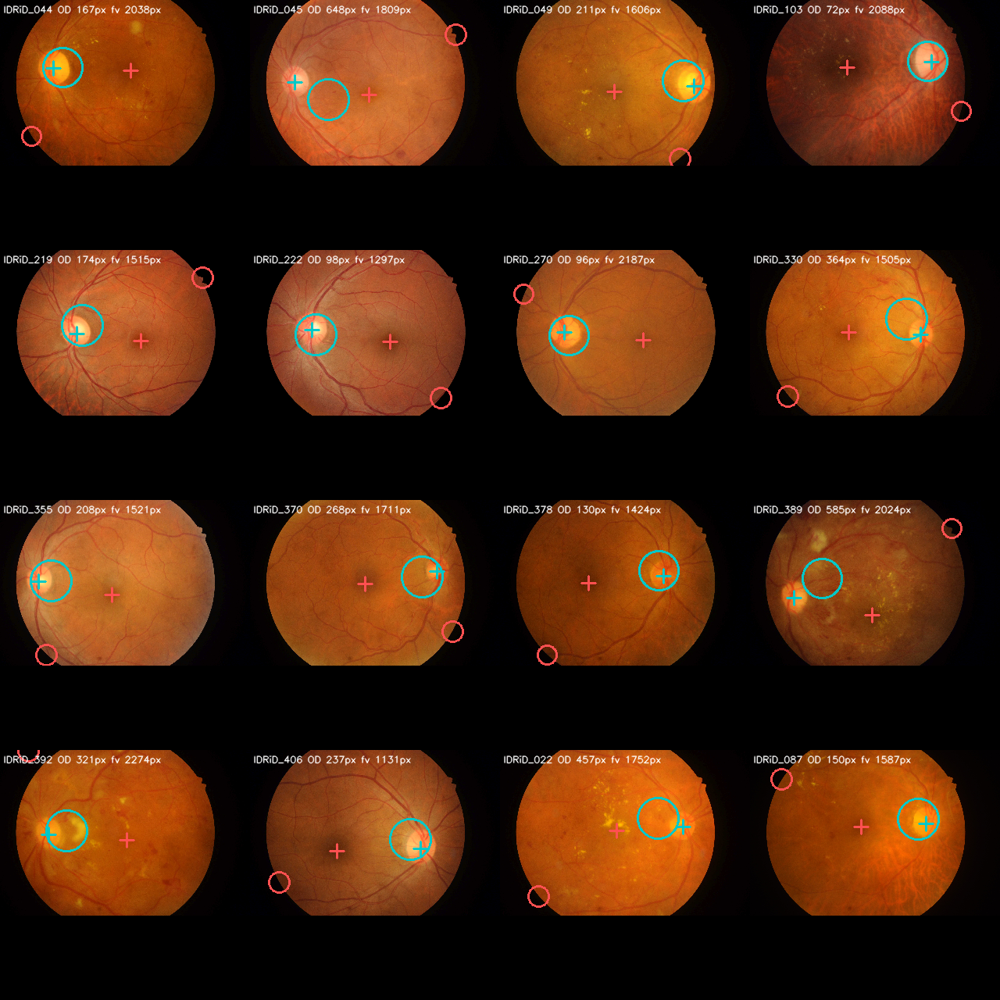 IDRiD_044 OD 167px fv 2038px
IDRiD_045 OD 648px fv 1809px
IDRiD_049 OD 211px fv 1606px
IDRiD_103 OD 72px fv 2088px
IDRiD_219 OD 174px fv 1515px
IDRiD_222 OD 98px fv 1297px
IDRiD_270 OD 96px fv 2187px
IDRiD_330 OD 364px fv 1505px
IDRiD_355 OD 208px fv 1521px
IDRiD_370 OD 268px fv 1711px
IDRiD_378 OD 130px fv 1424px
IDRiD_389 OD 585px fv 2024px
IDRiD_392 OD 321px fv 2274px
IDRiD_406 OD 237px fv 1131px
IDRiD_022 OD 457px fv 1752px
IDRiD_087 OD 150px fv 1587px